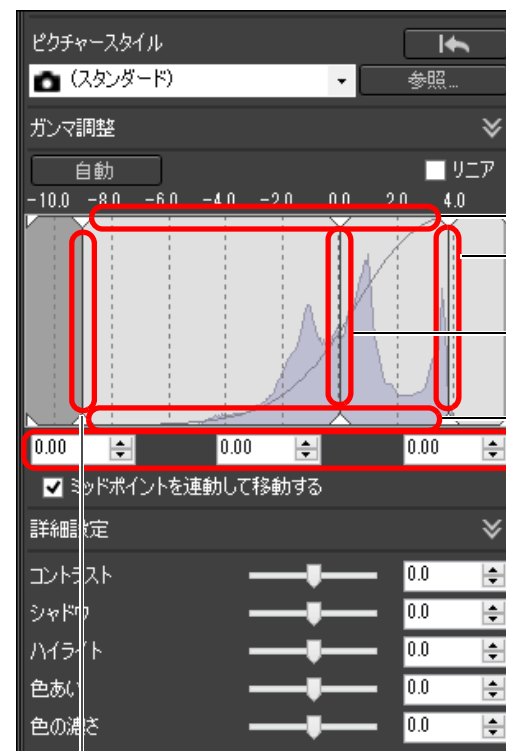 ピクチャースタイル
(スタンダード) 参照...
ガンマ調整
自動 リニア
-10.0 -8.0 -6.0 -4.0 -2.0 0.0 2.0 4.0
0.00 0.00 0.00
ミッドポイントを連動して移動する
詳細設定
コントラスト 0.0
シャドウ 0.0
ハイライト 0.0
色あい 0.0
色の濃さ 0.0